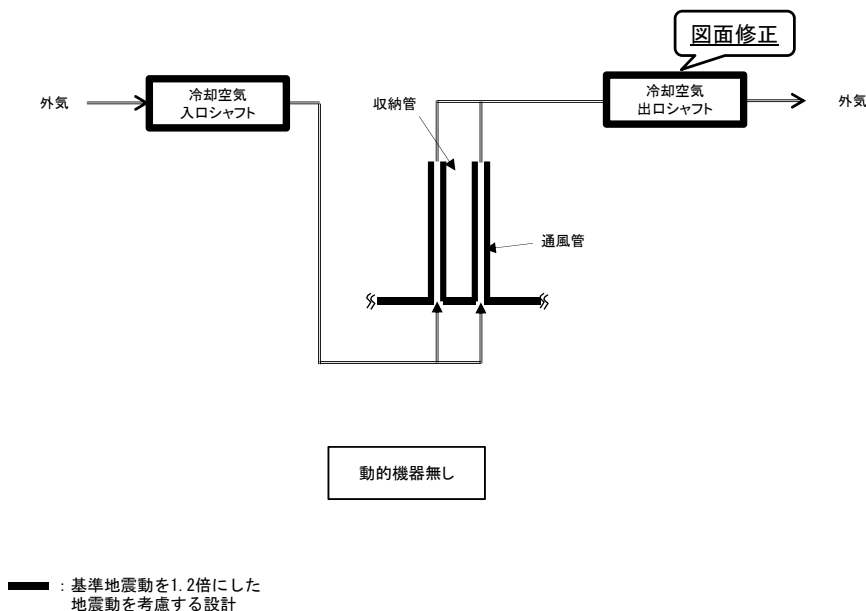 図面修正
外気
冷却空気
入口シャフト
収納管
冷却空気
出口シャフト
外気
通風管
動的機器無し
：基準地震動を1.2倍にした
地震動を考慮する設計